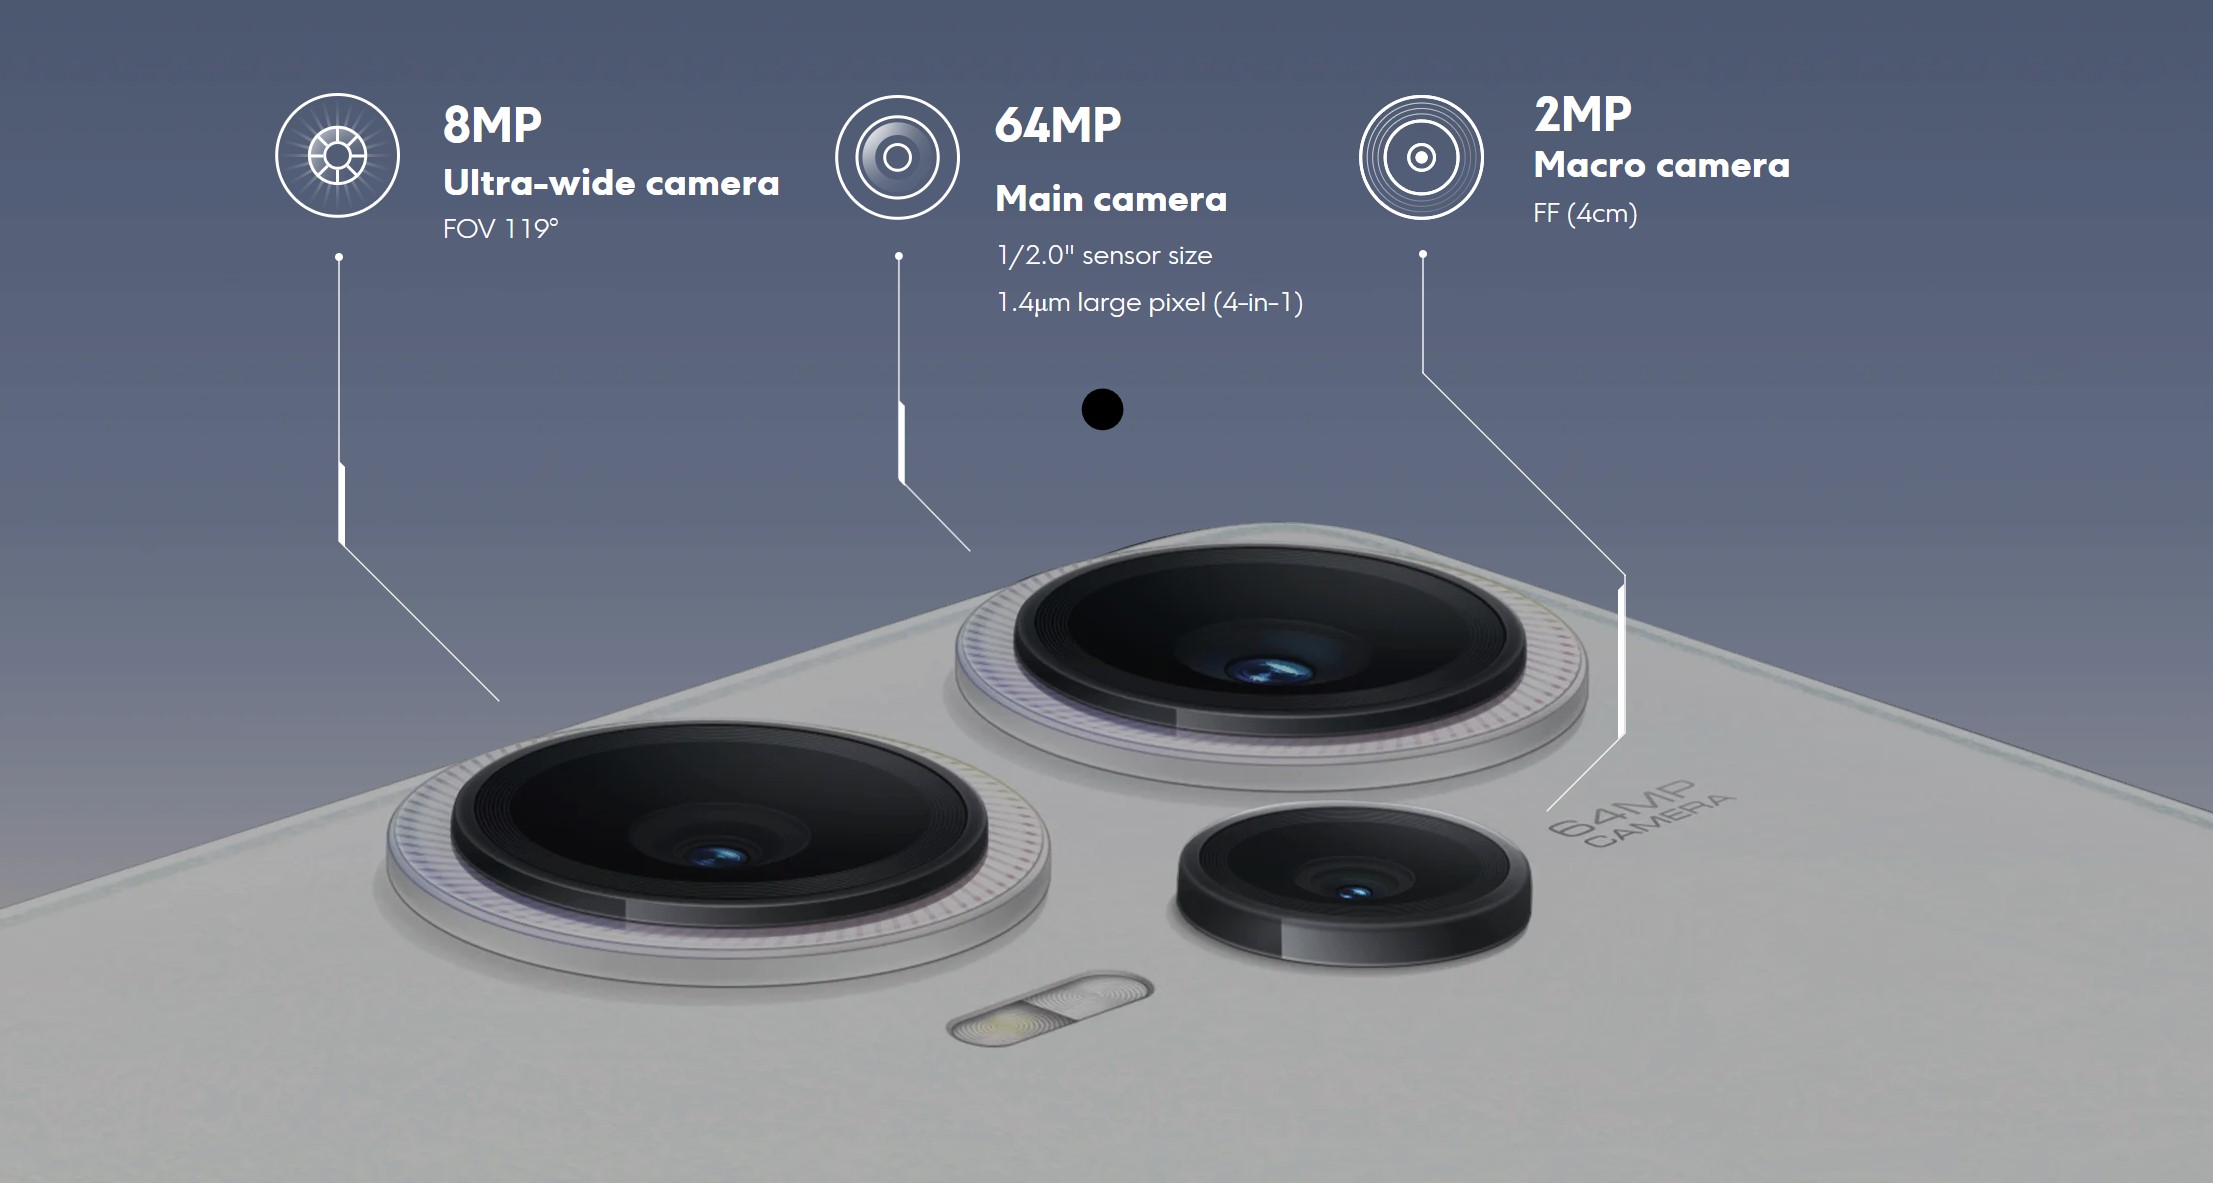 8MP
Ultra-wide camera
FOV 119°
64MP
Main camera
1/2.0" sensor size
1.4μm large pixel (4-in-1)
2MP
Macro camera
FF (4cm)
64MP
CAMERA